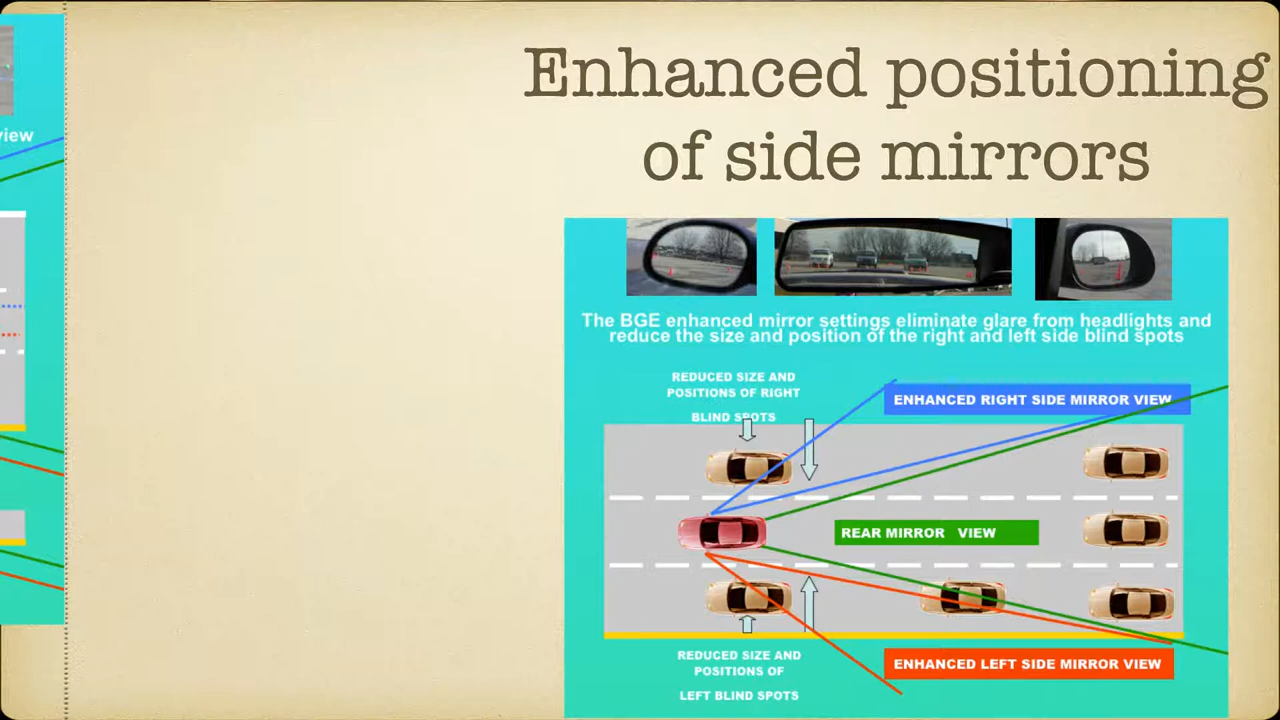 view
Enhanced positioning
of side mirrors
The BGE enhanced mirror settings eliminate glare from headlights and
reduce the size and position of the right and left side blind spots
REDUCED SIZE AND
POSITIONS OF RIGHT
BLIND SPOTS
ENHANCED RIGHT SIDE MIRROR VIEW
REAR MIRROR VIEW
REDUCED SIZE AND
POSITIONS OF
LEFT BLIND SPOTS
ENHANCED LEFT SIDE MIRROR VIEW